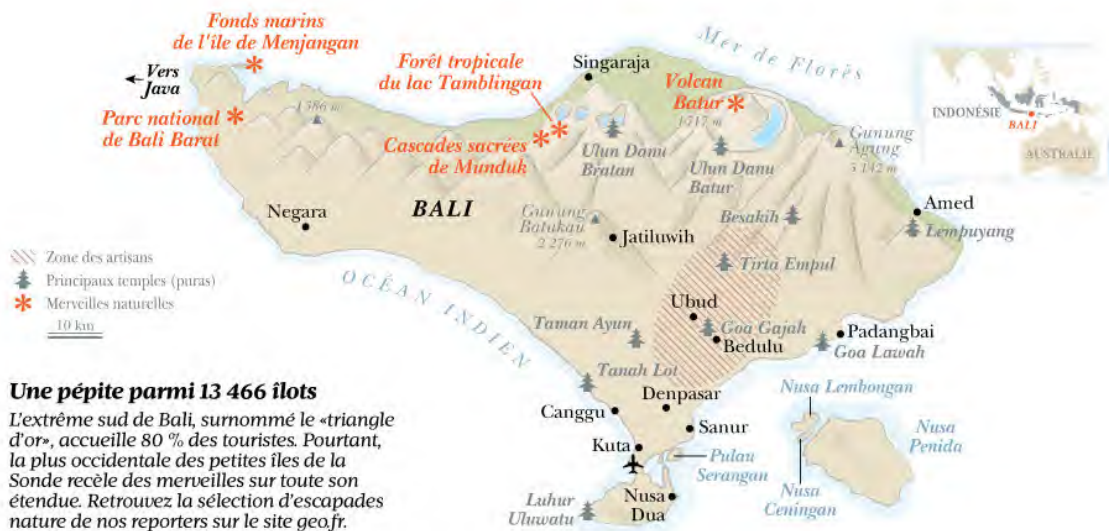 Fonds marins
de l'île de Menjangan
Vers
Java
Parc national
de Bali Barat
1 386 m
Forêt tropicale
du lac Tamblingan
Cascades sacrées
de Munduk
Singaraja
Mer de Florès
Volcan
Batur
1 717 m
Ulun Danu
Bratan
Ulun Danu
Batur
Gunung
Agung
3 142 m
INDONÉSIE
BALI
AUSTRALIE
Negara
BALI
Gunung
Batukau
2 276 m
Jatiluwih
Besakih
Amed
Lempuyang
Tirta Empul
Zone des artisans
Principaux temples (puras)
Merveilles naturelles
10 km
OCÉAN INDIEN
Ubud
Taman Ayun
Goa Gajah
Bedulu
Padangbai
Goa Lawah
Tanah Lot
Denpasar
Canggu
Sanur
Kuta
Pulau
Serangan
Nusa Lembongan
Nusa
Penida
Nusa
Ceningan
Luhur
Uluwatu
Nusa
Dua
Une pépite parmi 13 466 îlots
L'extrême sud de Bali, surnommé le «triangle
d'or», accueille 80 % des touristes. Pourtant,
la plus occidentale des petites îles de la
Sonde recèle des merveilles sur toute son
étendue. Retrouvez la sélection d'escapades
nature de nos reporters sur le site geo.fr.